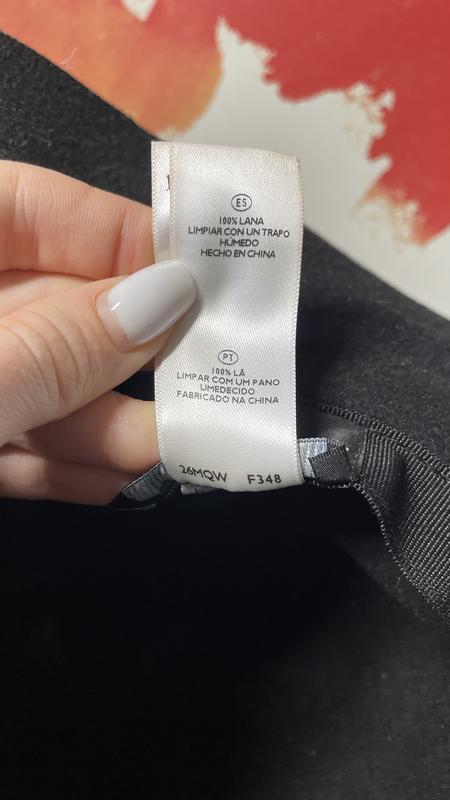 ES
100% LANA
LIMPIAR CON UN TRAPO
HÚMEDO
HECHO EN CHINA
PT
100% LÃ
LIMPAR COM UM PANO
UMEDECIDO
FABRICADO NA CHINA
26MQW F348